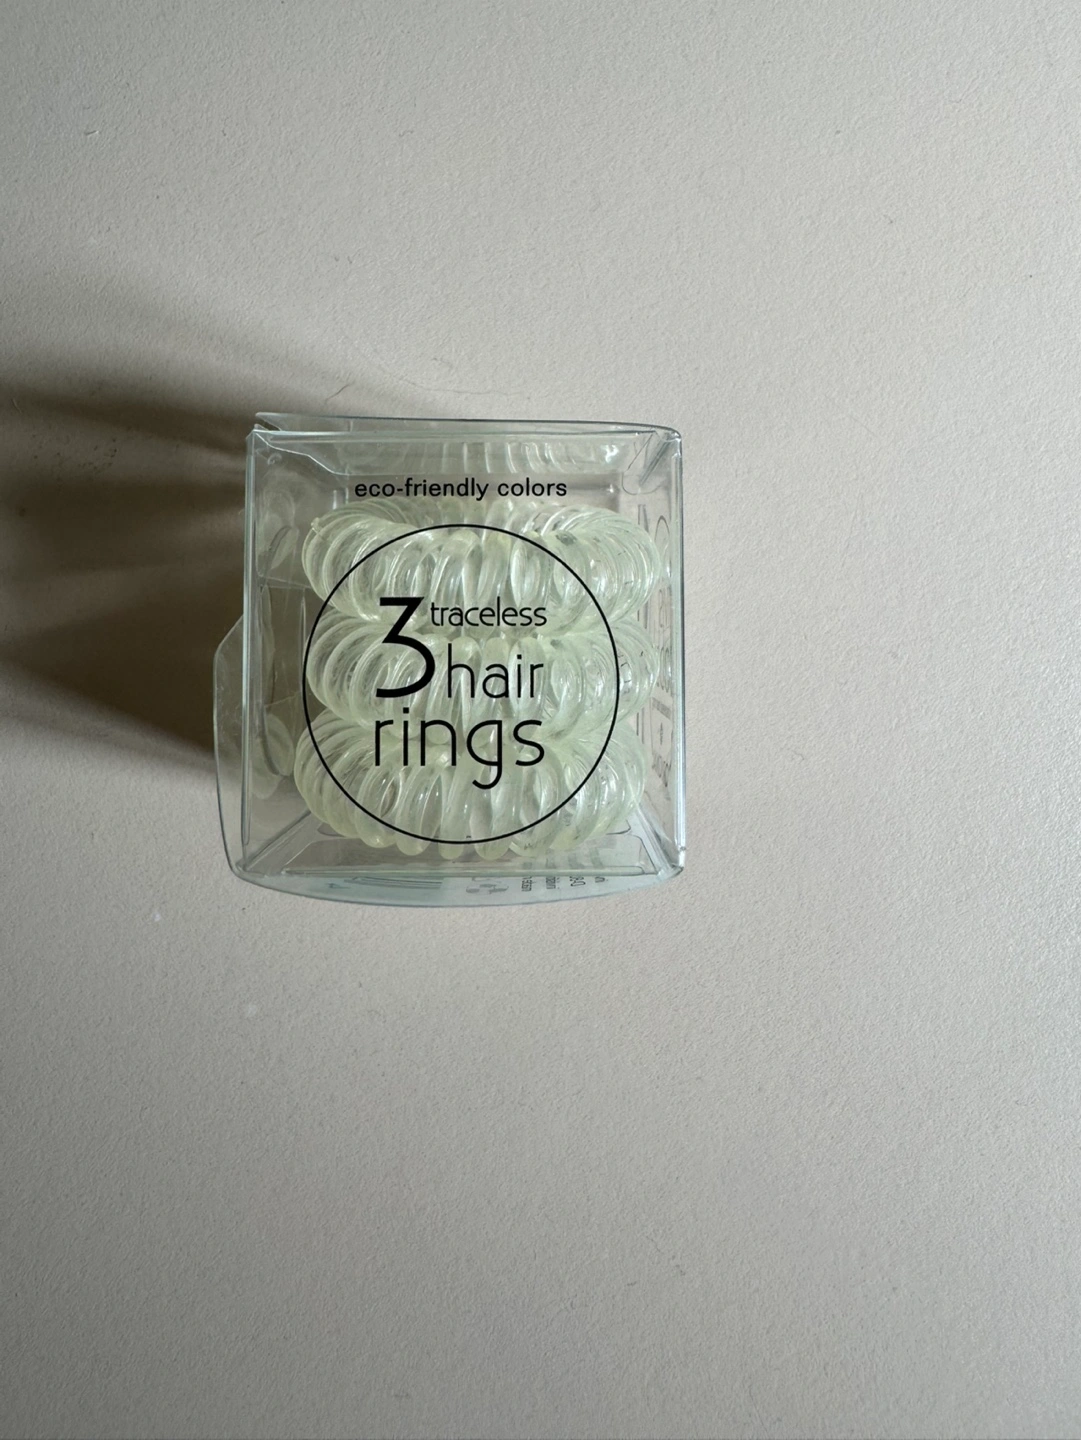 eco-friendly colors
3 traceless
hair
rings